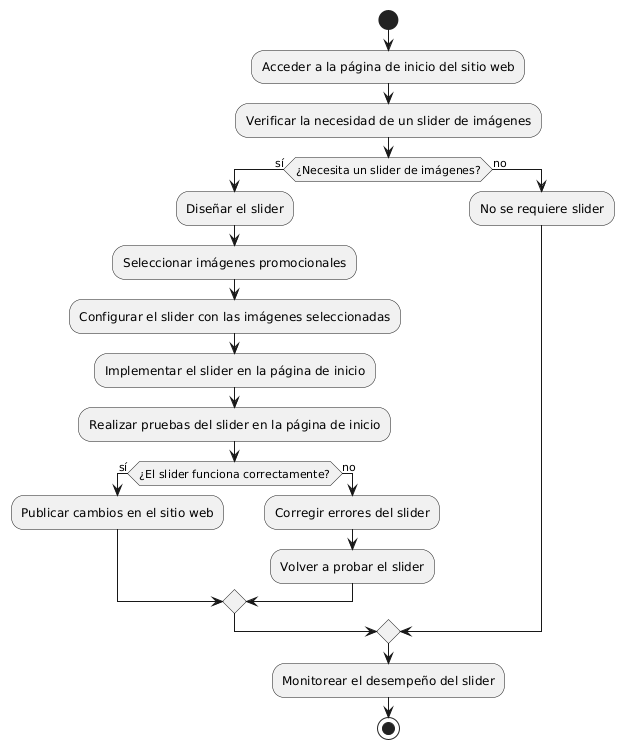 Acceder a la página de inicio del sitio web
Verificar la necesidad de un slider de imágenes
¿Necesita un slider de imágenes?
sí
no
Diseñar el slider
No se requiere slider
Seleccionar imágenes promocionales
Configurar el slider con las imágenes seleccionadas
Implementar el slider en la página de inicio
Realizar pruebas del slider en la página de inicio
¿El slider funciona correctamente?
sí
no
Publicar cambios en el sitio web
Corregir errores del slider
Volver a probar el slider
Monitorear el desempeño del slider